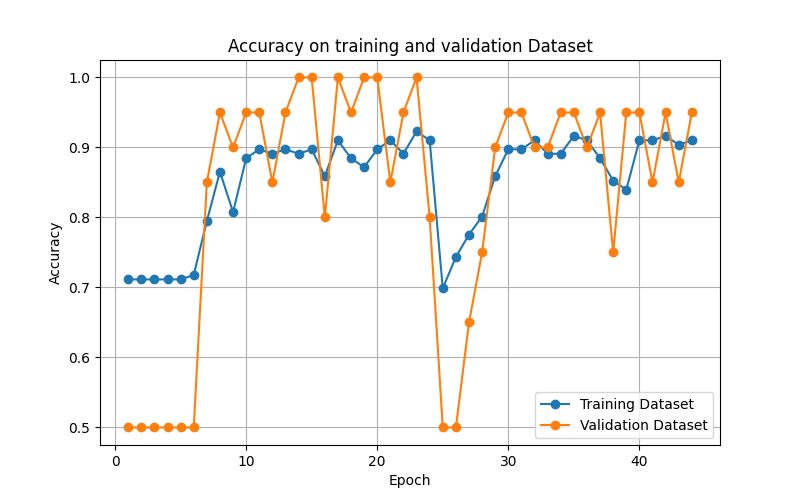 Accuracy on training and validation Dataset
1.0
0.9
0.8
0.7
0.6
0.5
Accuracy
0 10 20 30 40
Epoch
Training Dataset
Validation Dataset